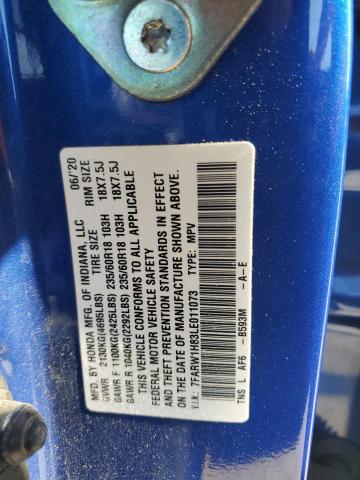 MFD. BY HONDA MFG. OF INDIANA, LLC 06/'20
TIRE SIZE RIM SIZE
GVWR 2130KG(4695LBS)
GAWR F 1100KG(2425LBS) 235/60R18 103H 18X7.5J
GAWR R 1040KG(2292LBS) 235/60R18 103H 18X7.5J
THIS VEHICLE CONFORMS TO ALL APPLICABLE
FEDERAL MOTOR VEHICLE SAFETY
AND THEFT PREVENTION STANDARDS IN EFFECT
ON THE DATE OF MANUFACTURE SHOWN ABOVE.
V.I.N.: 7FARW1H83LE011073 TYPE: MPV
TNS L AF6 -B593M -A-E